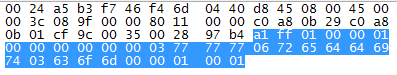 00 24 a5 b3 f7 46 f4 6d 04 40 d8 45 08 00 45 00
00 3c 08 9f 00 00 80 11 00 00 c0 a8 0b 29 c0 a8
0b 01 cf 9c 00 35 00 28 97 b4 a1 ff 01 00 00 01
00 00 00 00 00 00 03 77 77 77 06 72 65 64 64 69
74 03 63 6f 6d 00 00 01 00 01